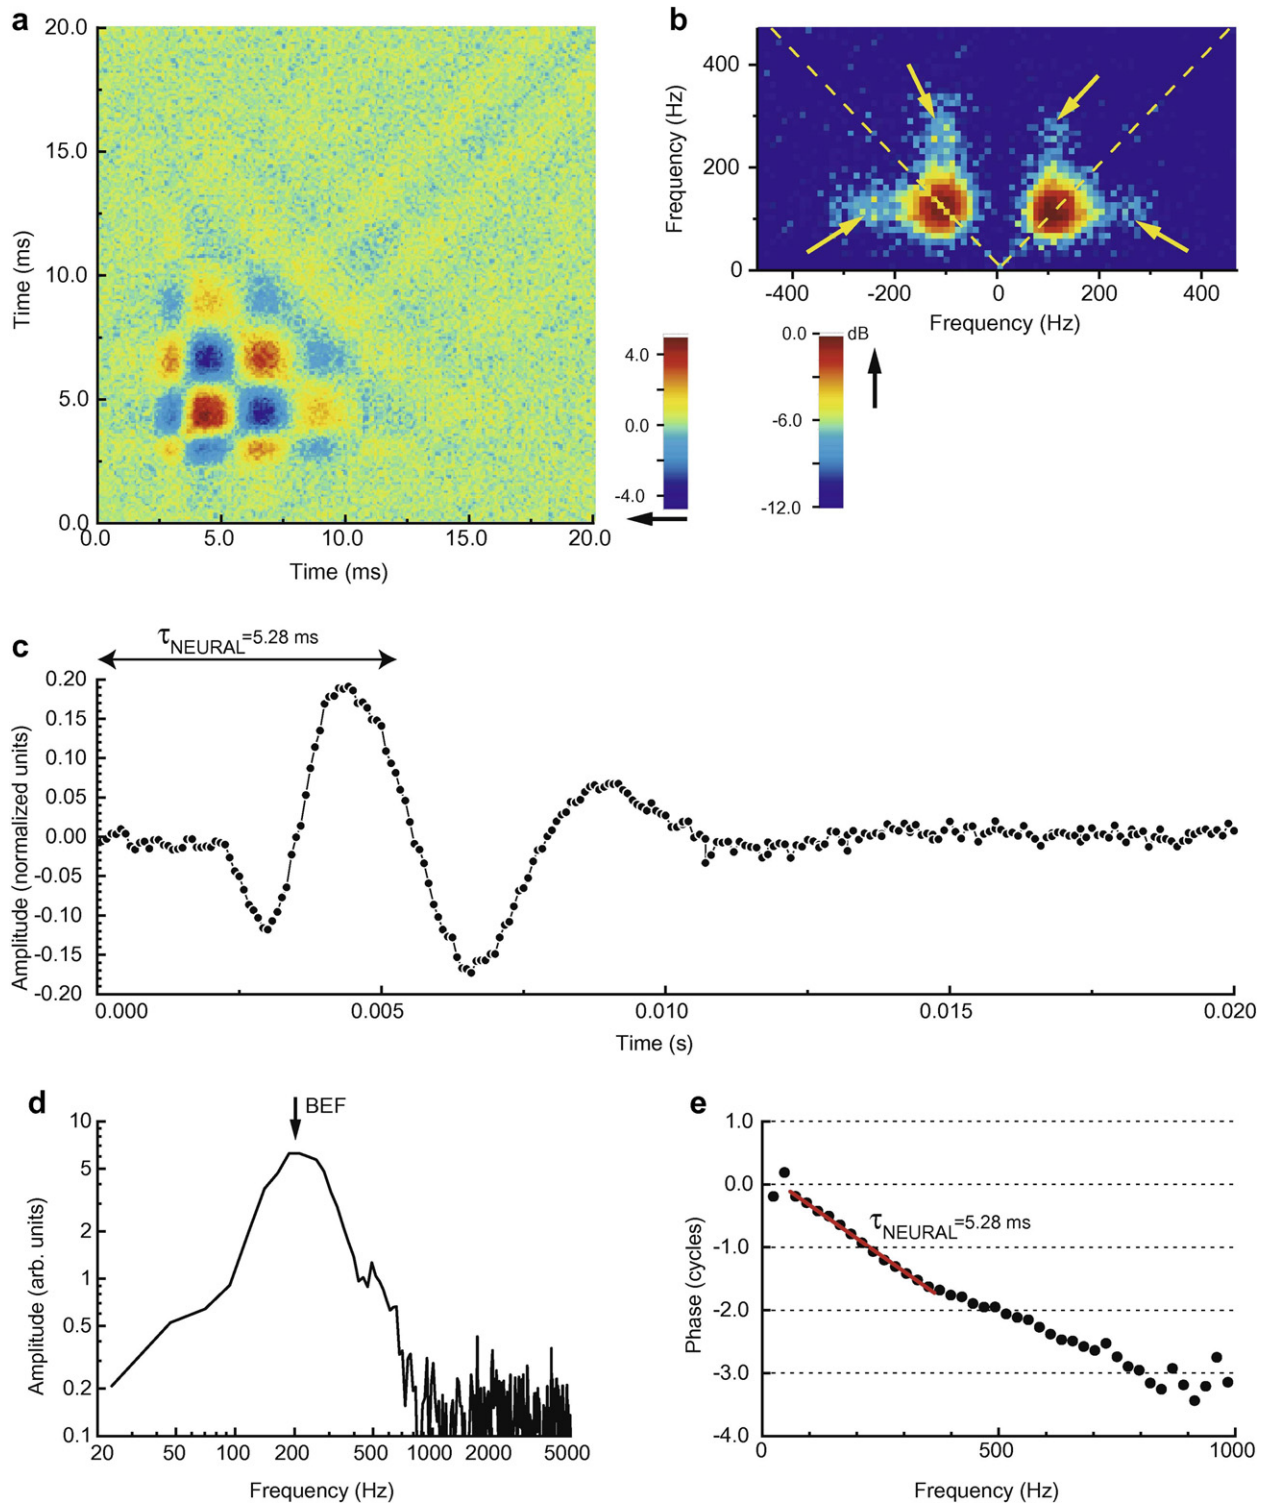 a
20.0
15.0
10.0
5.0
0.0
Time (ms)
0.0 5.0 10.0 15.0 20.0
Time (ms)
4.0
0.0
-4.0
b
400
200
0
Frequency (Hz)
-400 -200 0 200 400
Frequency (Hz)
0.0 dB
-6.0
-12.0
c
τNEURAL=5.28 ms
0.20
0.15
0.10
0.05
0.00
-0.05
-0.10
-0.15
-0.20
Amplitude (normalized units)
0.000 0.005 0.010 0.015 0.020
Time (s)
d
BEF
10
5
2
1
0.5
0.2
0.1
Amplitude (arb. units)
20 50 100 200 500 1000 2000 5000
Frequency (Hz)
e
1.0
0.0
-1.0
-2.0
-3.0
-4.0
Phase (cycles)
τNEURAL=5.28 ms
0 500 1000
Frequency (Hz)